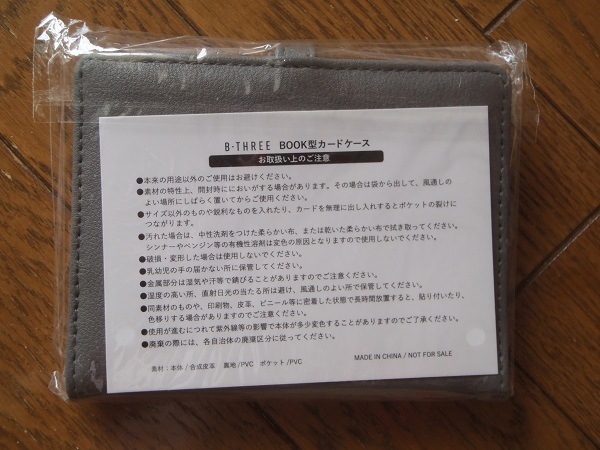 B·THREE BOOK型カードケース
お取扱い上のご注意
●本来の用途以外のご使用はお避けください。
●素材の特性上、開封時ににおいがする場合があります。その場合は袋から出して、風通しの
よい場所にしばらく置いてからご使用ください。
●サイズ以外のものや鋭利なものを入れたり、カードを無理に出し入れするとポケットの裂けに
つながります。
●汚れた場合は、中性洗剤をつけた柔らかい布、または乾いた柔らかい布で拭き取ってください。
シンナーやベンジン等の有機性溶剤は変色の原因となりますので使用しないでください。
●破損・変形した場合は使用しないでください。
●乳幼児の手の届かない所に保管してください。
●金属部分は湿気や汗等で錆びることがありますのでご注意ください。
●湿度の高い所、直射日光の当たる所は避け、風通しのよい所で保管してください。
●同素材のものや、印刷物、皮革、ビニール等に密着した状態で長時間放置すると、貼り付いたり、
色移りする場合がありますのでご注意ください。
●使用が進むにつれて紫外線等の影響で本体が多少変色することがありますのでご了承ください。
●廃棄の際には、各自治体の廃棄区分に従ってください。
MADE IN CHINA / NOT FOR SALE
素材：本体/合成皮革 裏地/PVC ポケット/PVC